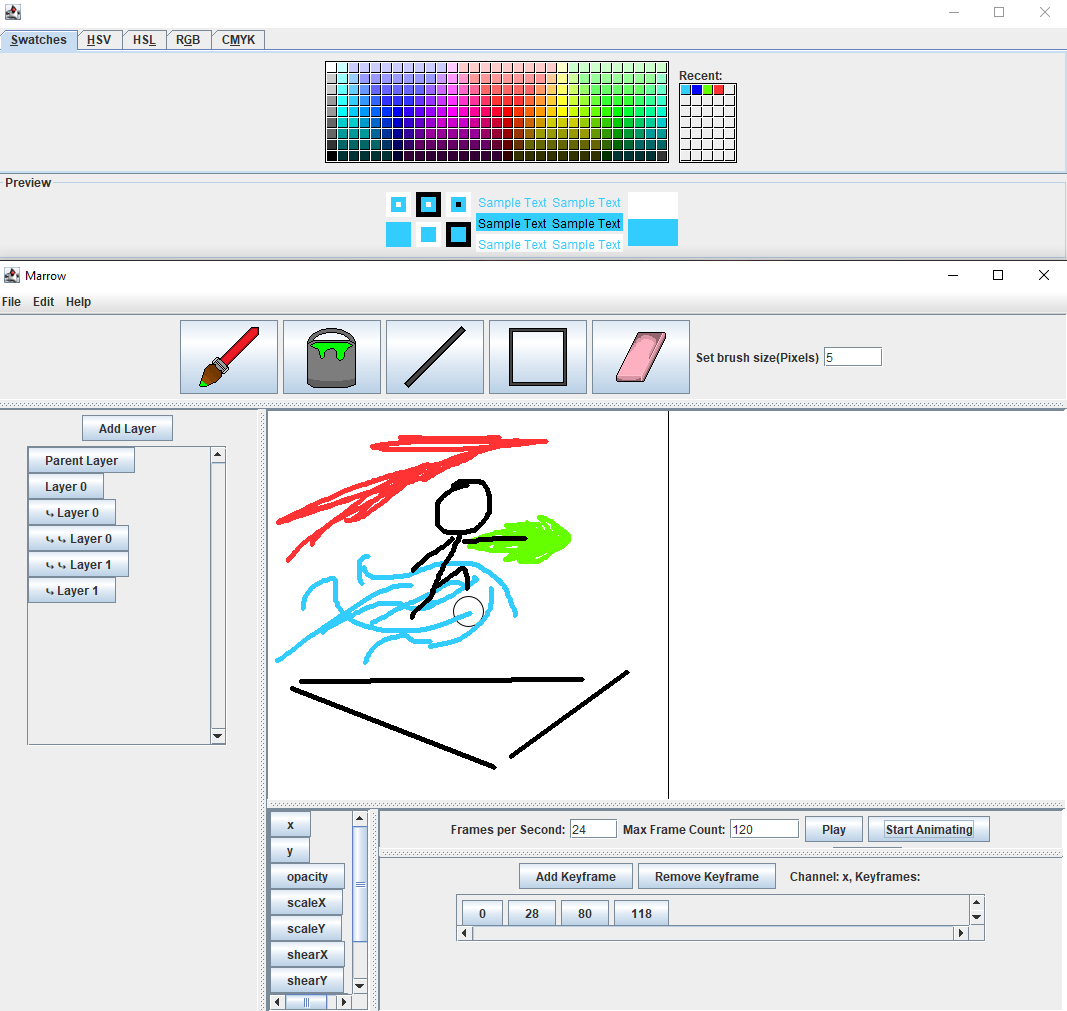 Swatches HSV HSL RGB CMYK
Recent:
Preview
Sample Text Sample Text
Sample Text Sample Text
Sample Text Sample Text
Marrow
File Edit Help
Set brush size(Pixels) 5
Add Layer
Parent Layer
Layer 0
⤷ Layer 0
⤷ ⤷ Layer 0
⤷ ⤷ Layer 1
⤷ Layer 1
x
y
opacity
scaleX
scaleY
shearX
shearY
Frames per Second: 24 Max Frame Count: 120 Play Start Animating
Add Keyframe Remove Keyframe Channel: x, Keyframes:
0 28 80 118